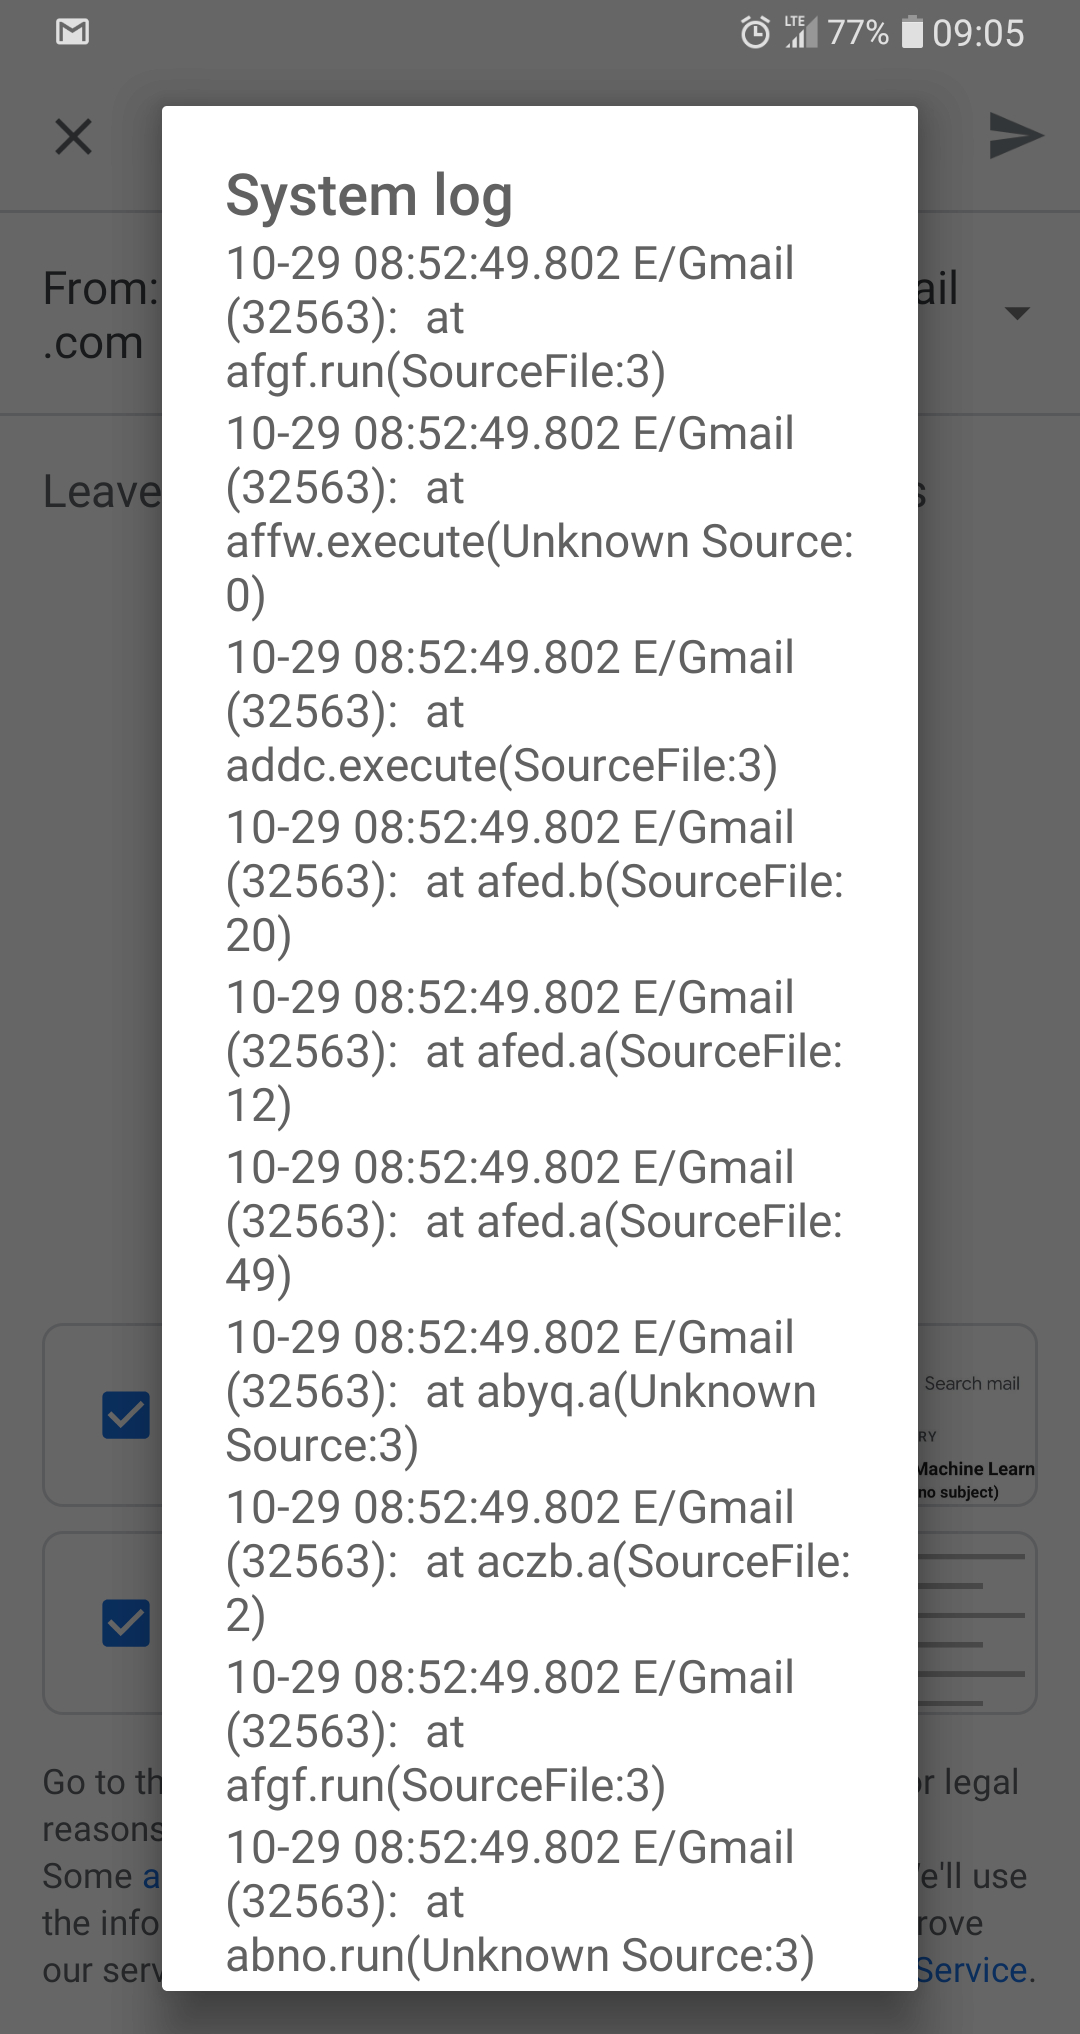 LTE 77% 09:05
System log
10-29 08:52:49.802 E/Gmail
(32563): at
afgf.run(SourceFile:3)
10-29 08:52:49.802 E/Gmail
(32563): at
affw.execute(Unknown Source:
0)
10-29 08:52:49.802 E/Gmail
(32563): at
addc.execute(SourceFile:3)
10-29 08:52:49.802 E/Gmail
(32563): at afed.b(SourceFile:
20)
10-29 08:52:49.802 E/Gmail
(32563): at afed.a(SourceFile:
12)
10-29 08:52:49.802 E/Gmail
(32563): at afed.a(SourceFile:
49)
10-29 08:52:49.802 E/Gmail
(32563): at abyq.a(Unknown
Source:3)
10-29 08:52:49.802 E/Gmail
(32563): at aczb.a(SourceFile:
2)
10-29 08:52:49.802 E/Gmail
(32563): at
afgf.run(SourceFile:3)
10-29 08:52:49.802 E/Gmail
(32563): at
abno.run(Unknown Source:3)
From: ail
.com
Leave s
Search mail
RY
Machine Learn
no subject)
Go to th or legal
reasons
Some a e'll use
the info rove
our serv Service.